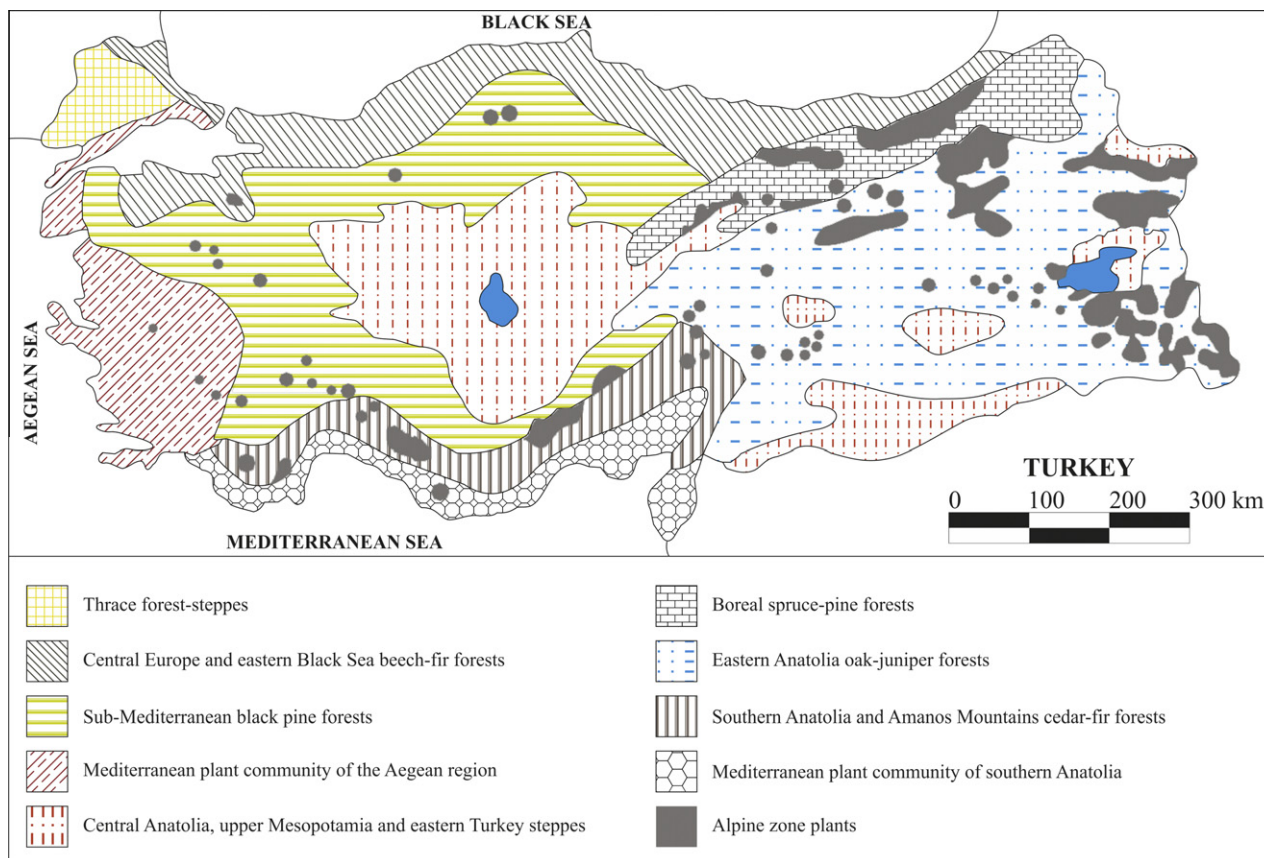 BLACK SEA
AEGEAN SEA
TURKEY
0 100 200 300 km
MEDITERRANEAN SEA
Thrace forest-steppes
Central Europe and eastern Black Sea beech-fir forests
Sub-Mediterranean black pine forests
Mediterranean plant community of the Aegean region
Central Anatolia, upper Mesopotamia and eastern Turkey steppes
Boreal spruce-pine forests
Eastern Anatolia oak-juniper forests
Southern Anatolia and Amanos Mountains cedar-fir forests
Mediterranean plant community of southern Anatolia
Alpine zone plants